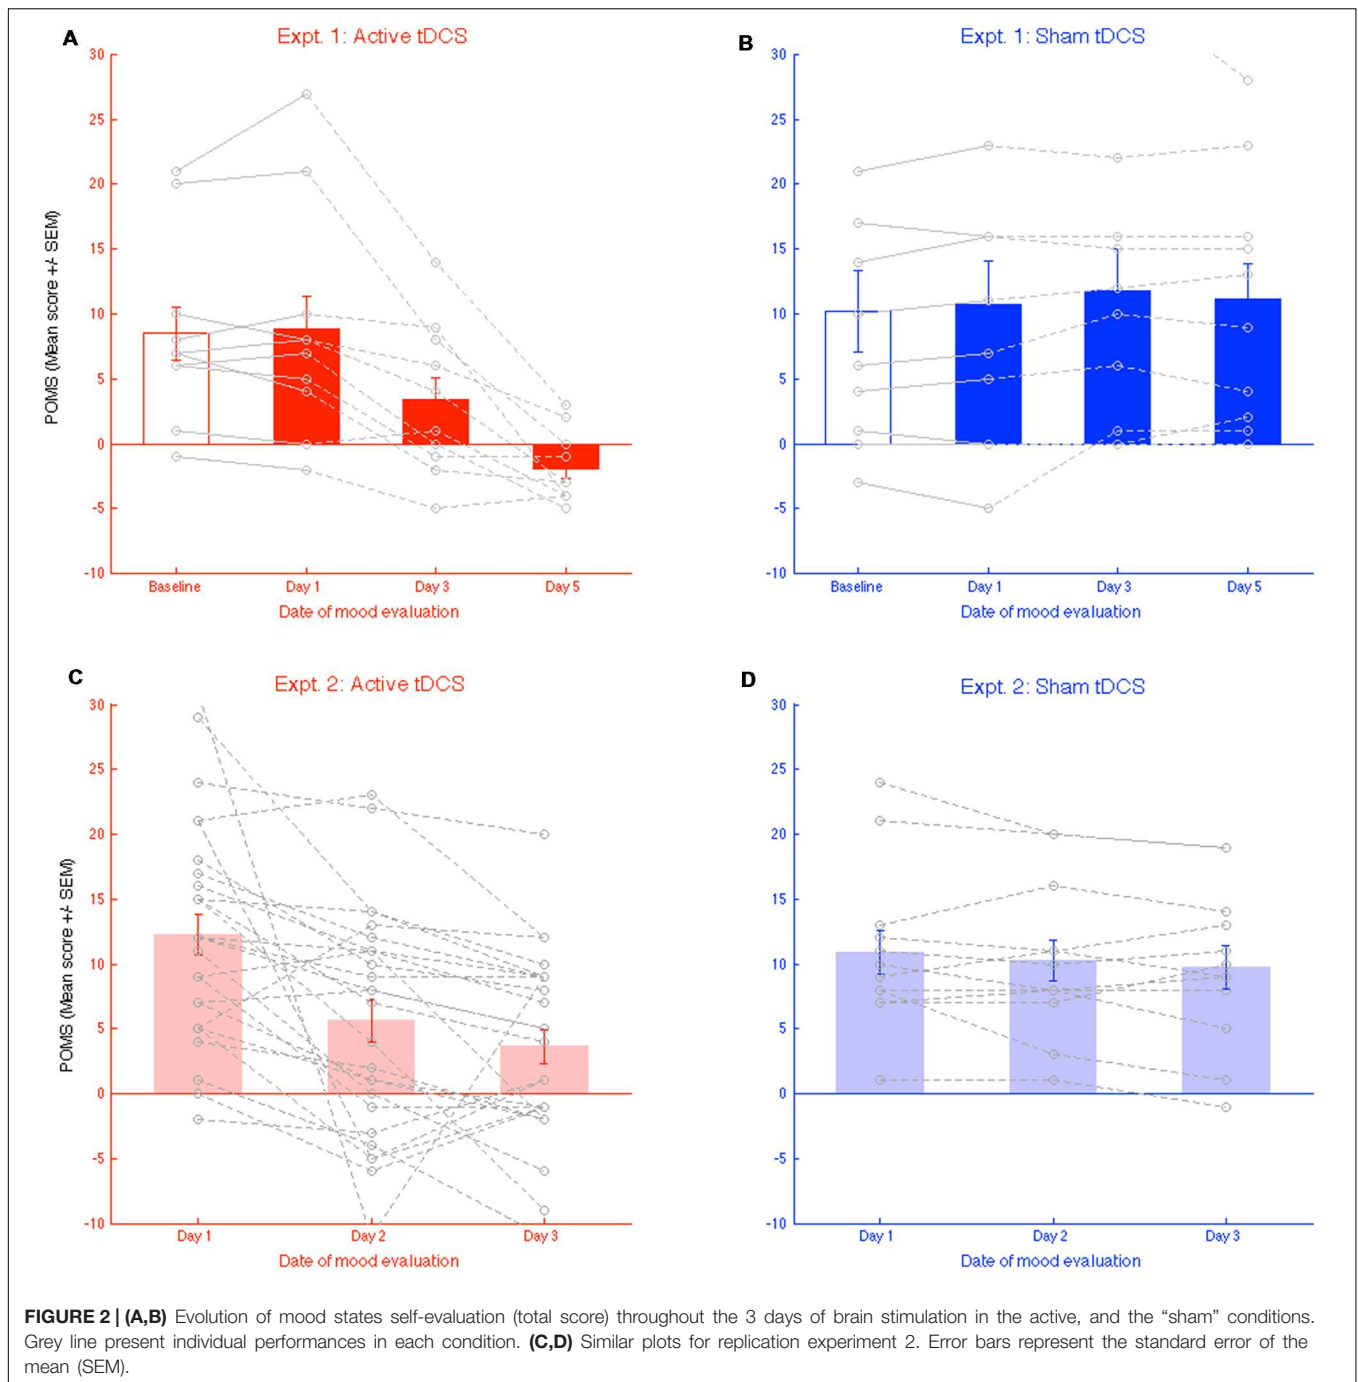 A
Expt. 1: Active tDCS
30
25
20
15
10
5
0
-5
-10
POMS (Mean score +/- SEM)
Baseline Day 1 Day 3 Day 5
Date of mood evaluation
B
Expt. 1: Sham tDCS
30
25
20
15
10
5
0
-5
-10
Baseline Day 1 Day 3 Day 5
Date of mood evaluation
C
Expt. 2: Active tDCS
30
25
20
15
10
5
0
-5
-10
POMS (Mean score +/- SEM)
Day 1 Day 2 Day 3
Date of mood evaluation
D
Expt. 2: Sham tDCS
30
25
20
15
10
5
0
-5
-10
Day 1 Day 2 Day 3
Date of mood evaluation
FIGURE 2 | (A,B) Evolution of mood states self-evaluation (total score) throughout the 3 days of brain stimulation in the active, and the “sham” conditions.
Grey line present individual performances in each condition. (C,D) Similar plots for replication experiment 2. Error bars represent the standard error of the
mean (SEM).